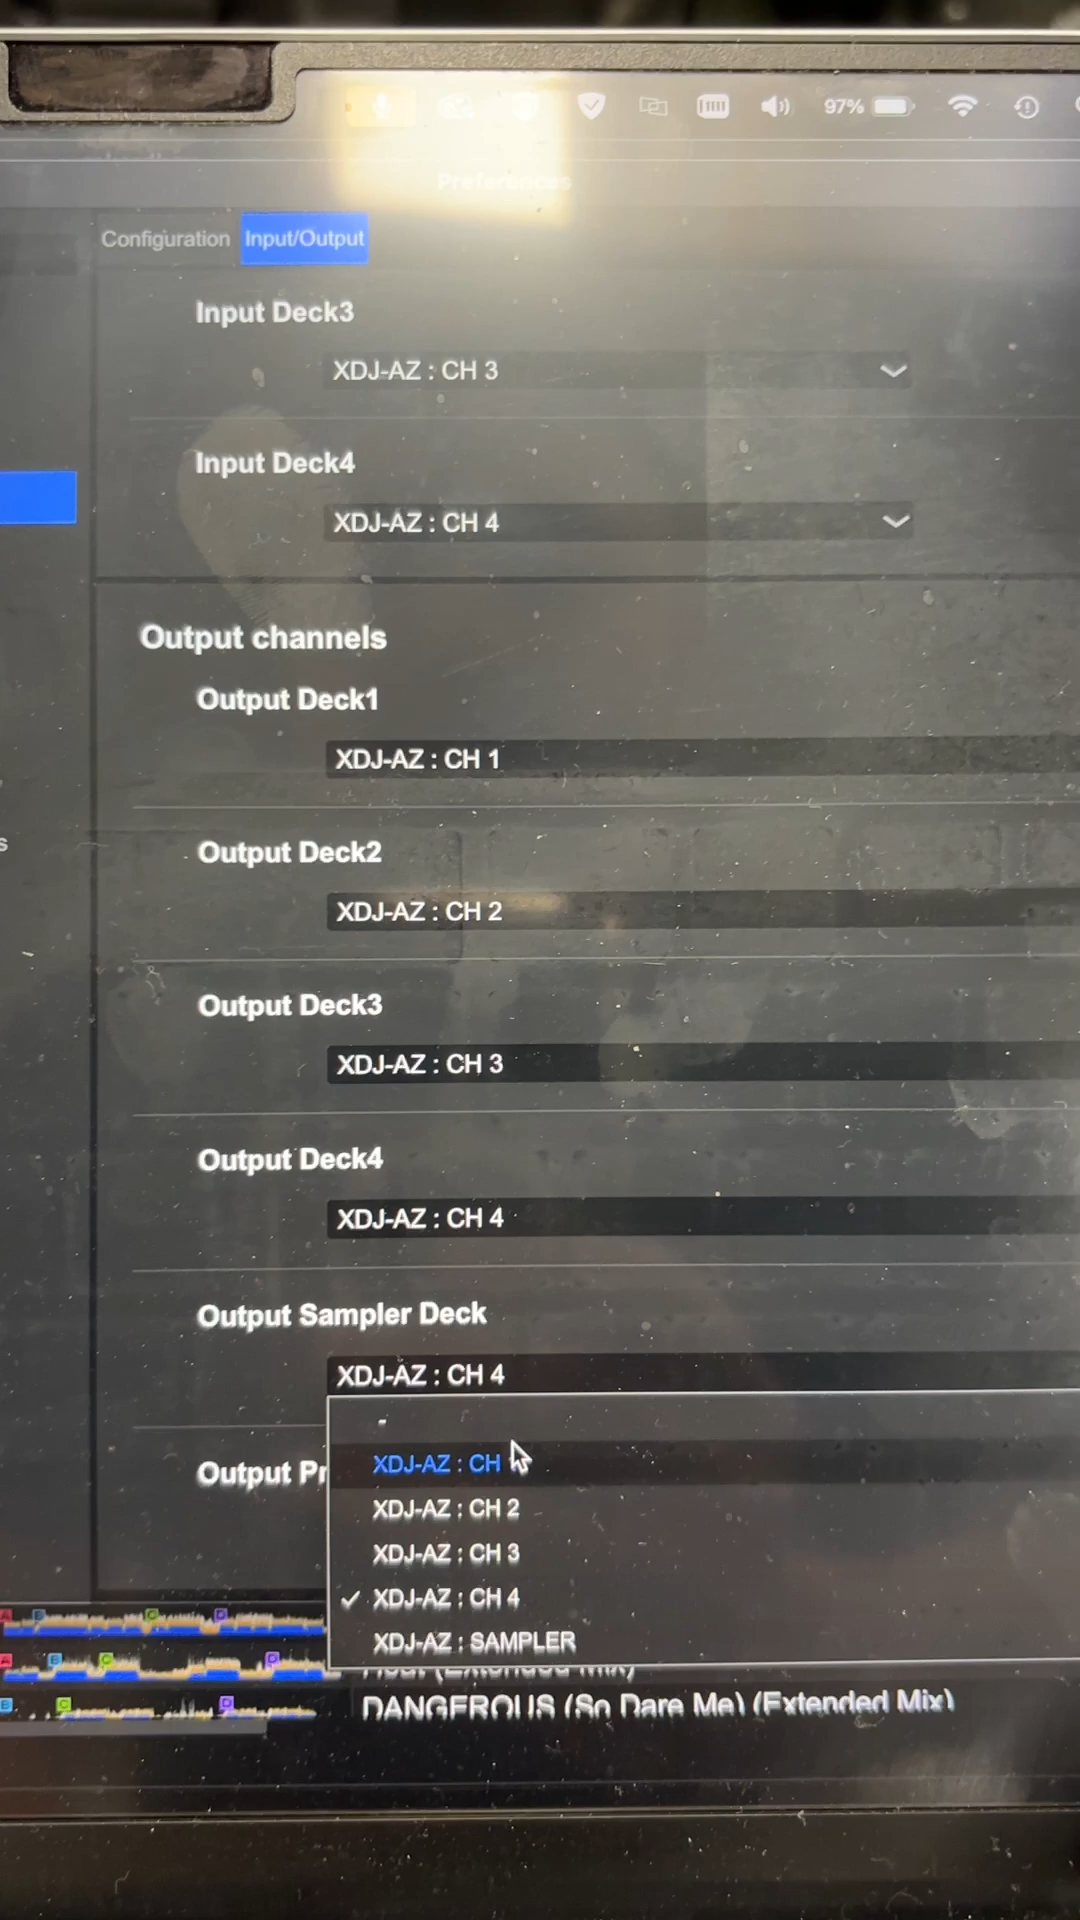 97%
Preferences
Configuration
Input/Output
Input Deck3
XDJ-AZ : CH 3
Input Deck4
XDJ-AZ : CH 4
Output channels
Output Deck1
XDJ-AZ : CH 1
Output Deck2
XDJ-AZ : CH 2
Output Deck3
XDJ-AZ : CH 3
s
Output Deck4
XDJ-AZ : CH 4
Output Sampler Deck
XDJ-AZ : CH 4
-
XDJ-AZ : CH
Output Pr
XDJ-AZ : CH 2
XDJ-AZ : CH 3
XDJ-AZ : CH 4
XDJ-AZ : SAMPLER
A B C D
A B C D
(Extended Mix)
B C D
DANGEROUS (So Dare Me) (Extended Mix)